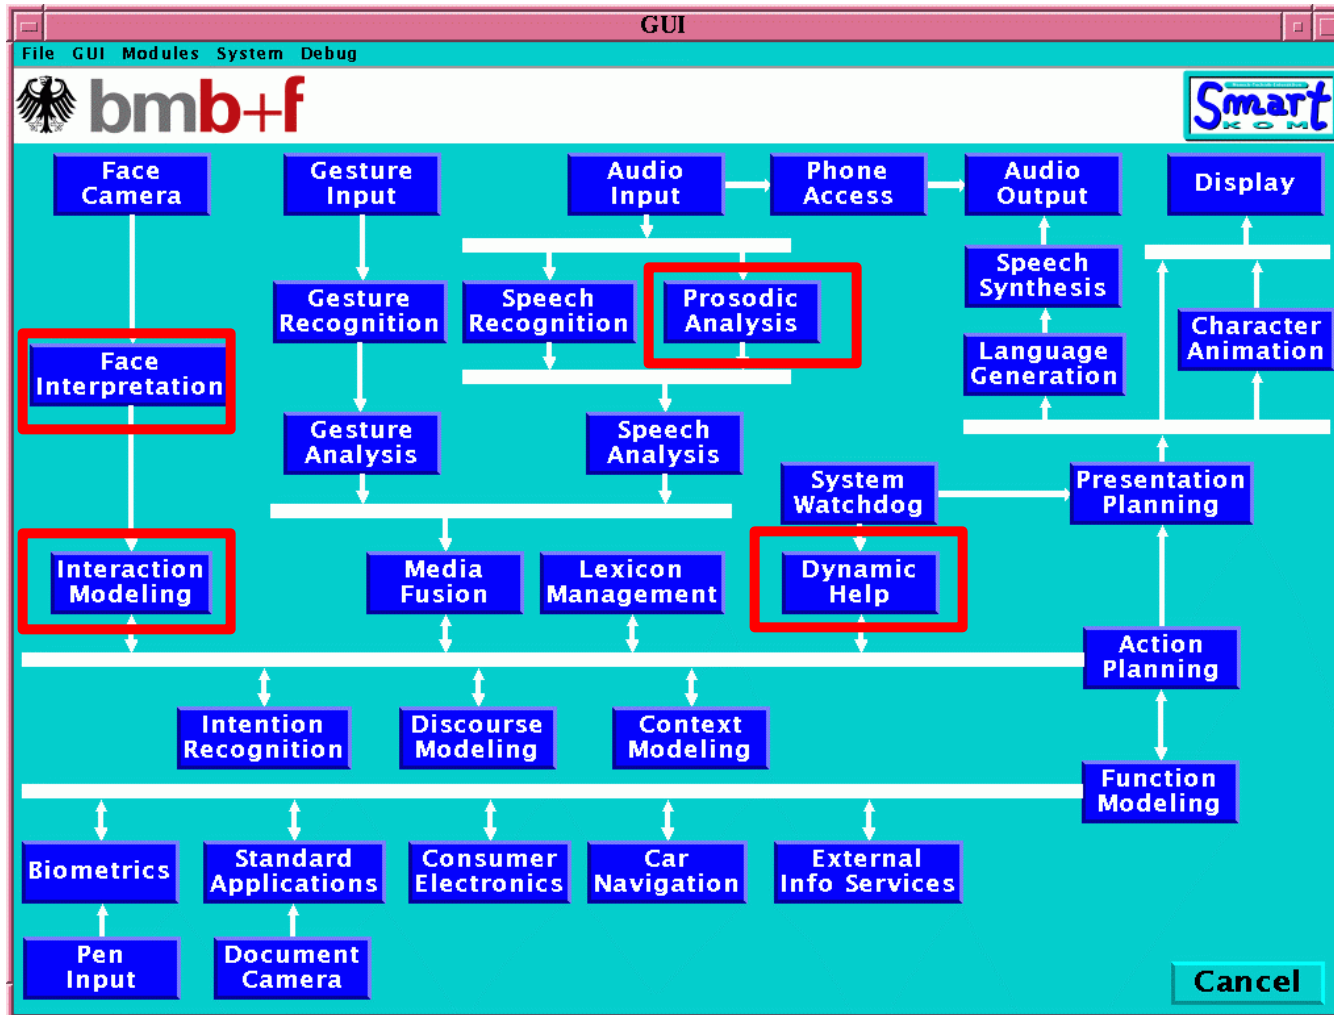 GUI
File GUI Modules System Debug
bmb+f
Smart
KOM
Face
Camera
Gesture
Input
Audio
Input
Phone
Access
Audio
Output
Display
Speech
Synthesis
Gesture
Recognition
Speech
Recognition
Prosodic
Analysis
Character
Animation
Face
Interpretation
Language
Generation
Gesture
Analysis
Speech
Analysis
System
Watchdog
Presentation
Planning
Interaction
Modeling
Media
Fusion
Lexicon
Management
Dynamic
Help
Action
Planning
Intention
Recognition
Discourse
Modeling
Context
Modeling
Function
Modeling
Biometrics
Standard
Applications
Consumer
Electronics
Car
Navigation
External
Info Services
Pen
Input
Document
Camera
Cancel